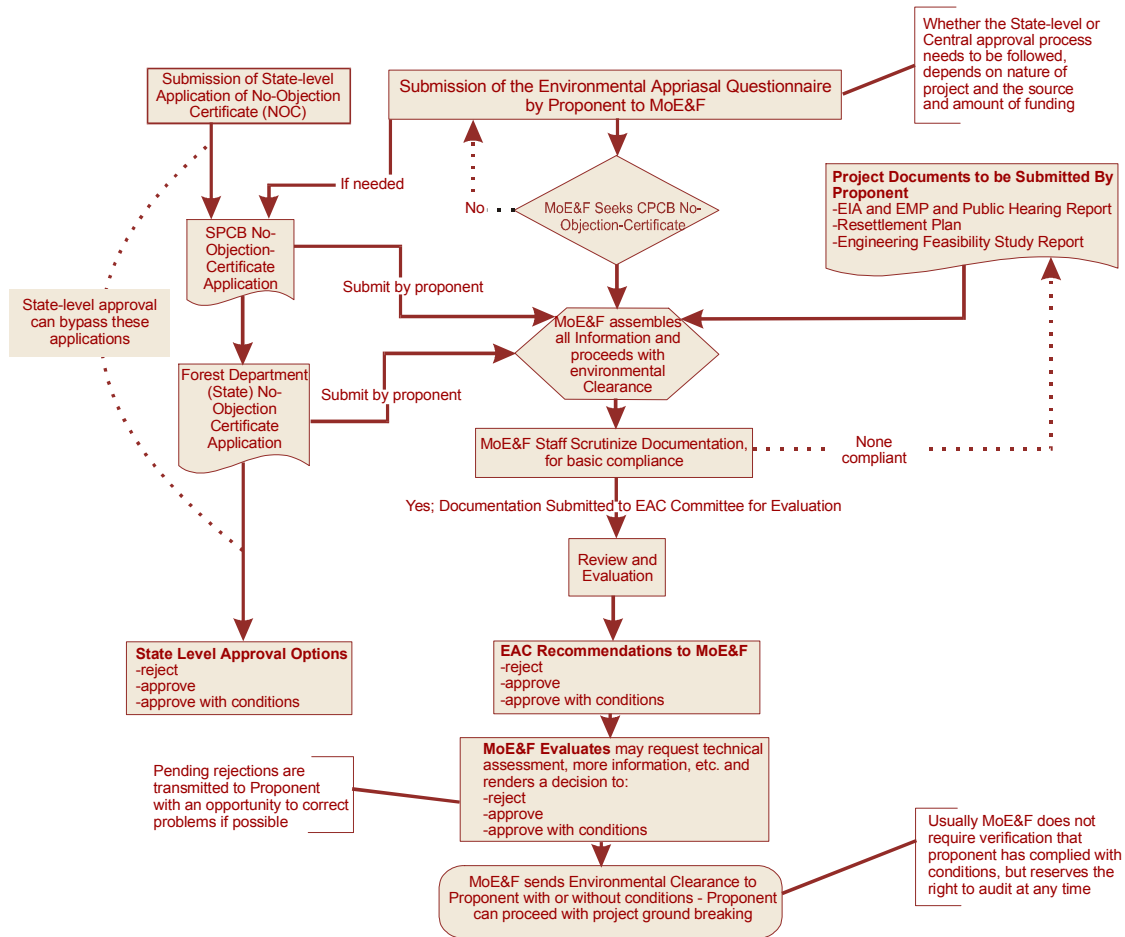 Whether the State-level or
Central approval process
needs to be followed,
depends on nature of
project and the source
and amount of funding
Submission of State-level
Application of No-Objection
Certificate (NOC)
Submission of the Environmental Appriasal Questionnaire
by Proponent to MoE&F
If needed
No
MoE&F Seeks CPCB No-
Objection-Certificate
Project Documents to be Submitted By
Proponent
-EIA and EMP and Public Hearing Report
-Resettlement Plan
-Engineering Feasibility Study Report
SPCB No-
Objection-
Certificate
Application
Submit by proponent
State-level approval
can bypass these
applications
MoE&F assembles
all Information and
proceeds with
environmental
Clearance
Forest Department
(State) No-
Objection
Certificate
Application
Submit by proponent
MoE&F Staff Scrutinize Documentation,
for basic compliance
None
compliant
Yes; Documentation Submitted to EAC Committee for Evaluation
Review and
Evaluation
State Level Approval Options
-reject
-approve
-approve with conditions
EAC Recommendations to MoE&F
-reject
-approve
-approve with conditions
MoE&F Evaluates may request technical
assessment, more information, etc. and
renders a decision to:
-reject
-approve
-approve with conditions
Pending rejections are
transmitted to Proponent
with an opportunity to correct
problems if possible
Usually MoE&F does not
require verification that
proponent has complied with
conditions, but reserves the
right to audit at any time
MoE&F sends Environmental Clearance to
Proponent with or without conditions - Proponent
can proceed with project ground breaking